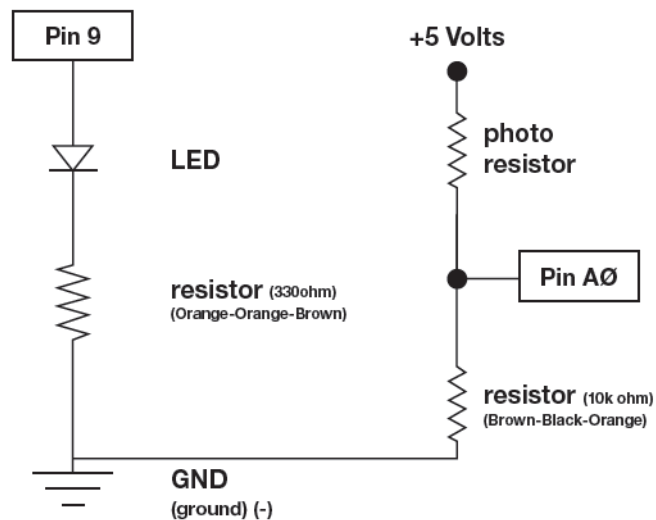 Pin 9
+5 Volts
LED
photo
resistor
Pin AØ
resistor (330ohm)
(Orange-Orange-Brown)
resistor (10k ohm)
(Brown-Black-Orange)
GND
(ground) (-)